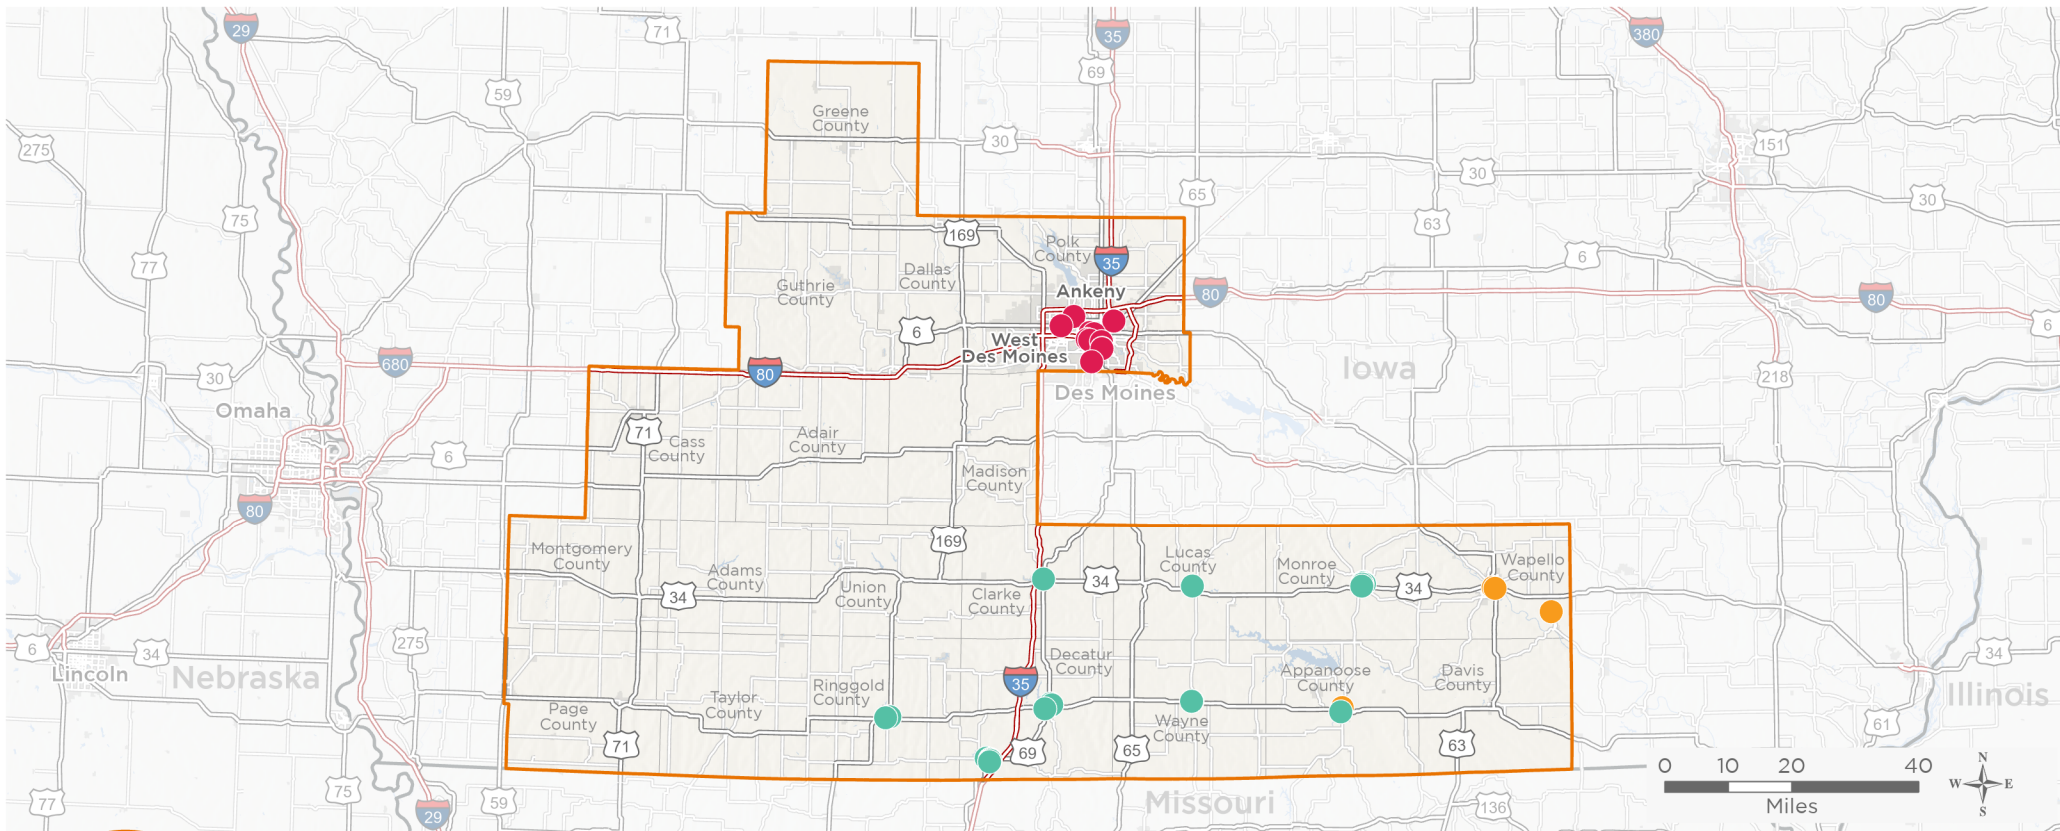 29
71
35
380
59
69
Greene
County
275
30
151
30
65
30
75
169
63
77
Polk
County
35
6
Dallas
County
Guthrie
County
Ankeny
80
80
6
6
West
Des Moines
680
80
Iowa
30
218
Des Moines
Omaha
71
Cass
County
Adair
County
6
Madison
County
80
169
Montgomery
County
Lucas
County
Monroe
County
Wapello
County
Adams
County
Union
County
34
34
34
Clarke
County
275
6
34
34
Lincoln
Nebraska
Decatur
County
Appanoose
County
Davis
County
35
Ringgold
County
Taylor
County
Page
County
Illinois
61
Wayne
County
71
69
65
63
75
77
59
29
Missouri
136
0 10 20 40
Miles
N
W E
S